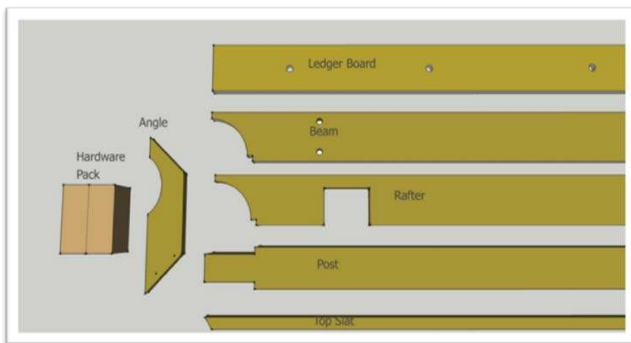 Ledger Board
Beam
Angle
Hardware
Pack
Rafter
Post
Top Slat